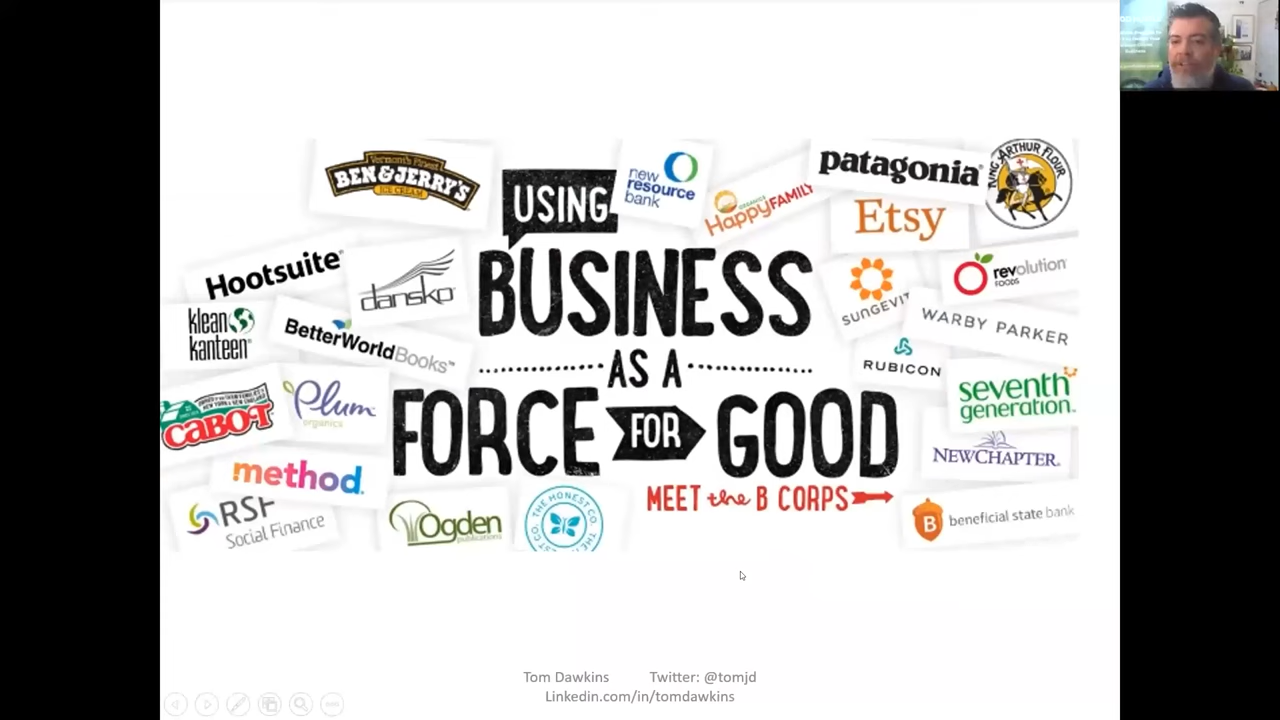 Vermont's Finest
BEN & JERRY'S
ICE CREAM
USING
new
resource
bank
ORGANICS
HappyFAMILY
patagonia®
KING ARTHUR FLOUR
Etsy
Hootsuite®
dansko®
BUSINESS
SUNGEVITY
revolution®
FOODS
klean
kanteen®
BetterWorldBooks™
AS A
RUBICON
WARBY PARKER
CABOT
Plum
organics
FORCE FOR GOOD
seventh
generation®
method®
NEWCHAPTER®
RSF
Social Finance
Ogden
publications
THE HONEST CO.
MEET the B CORPS
B beneficial state bank
Tom Dawkins Twitter: @tomjd
Linkedin.com/in/tomdawkins